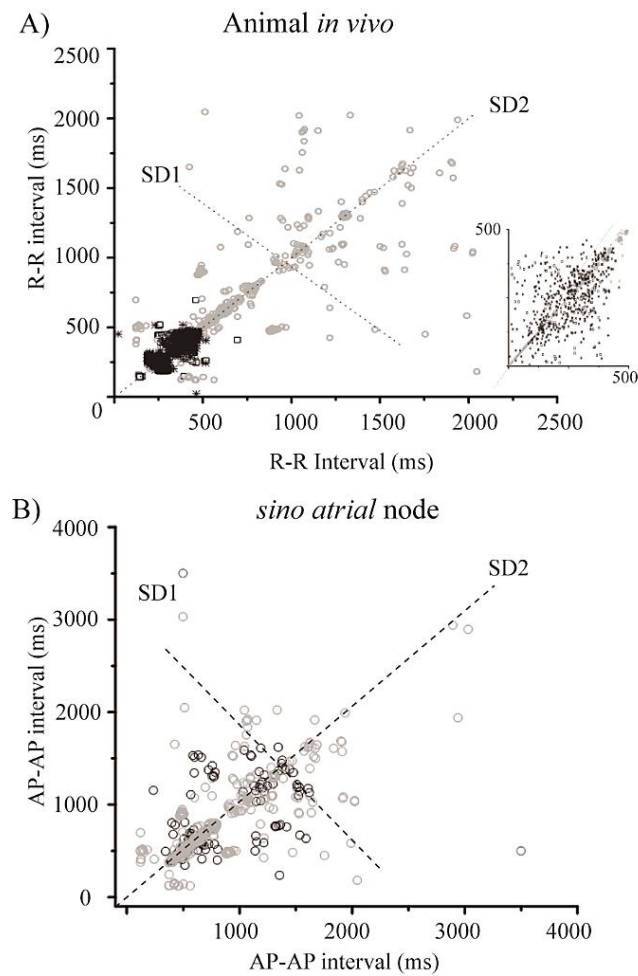 A) Animal in vivo
2500
SD2
2000
SD1
1500
R-R interval (ms)
500
1000
500
500
0
500 1000 1500 2000 2500
R-R Interval (ms)
B) sino atrial node
4000
SD2
SD1
3000
AP-AP interval (ms)
2000
1000
0
0 1000 2000 3000 4000
AP-AP interval (ms)